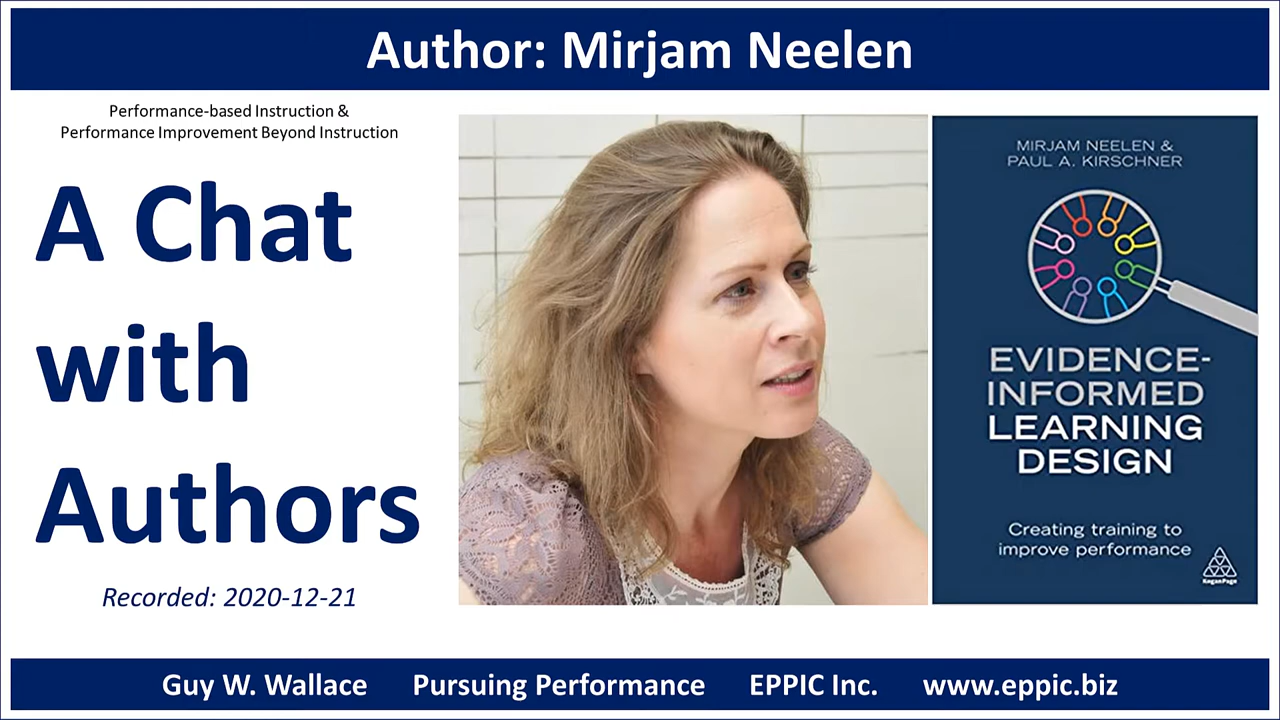 Author: Mirjam Neelen
Performance-based Instruction &
Performance Improvement Beyond Instruction
A Chat
with
Authors
Recorded: 2020-12-21
MIRJAM NEELEN &
PAUL A. KIRSCHNER
EVIDENCE-
INFORMED
LEARNING
DESIGN
Creating training to
improve performance
KoganPage
Guy W. Wallace Pursuing Performance EPPIC Inc. www.eppic.biz